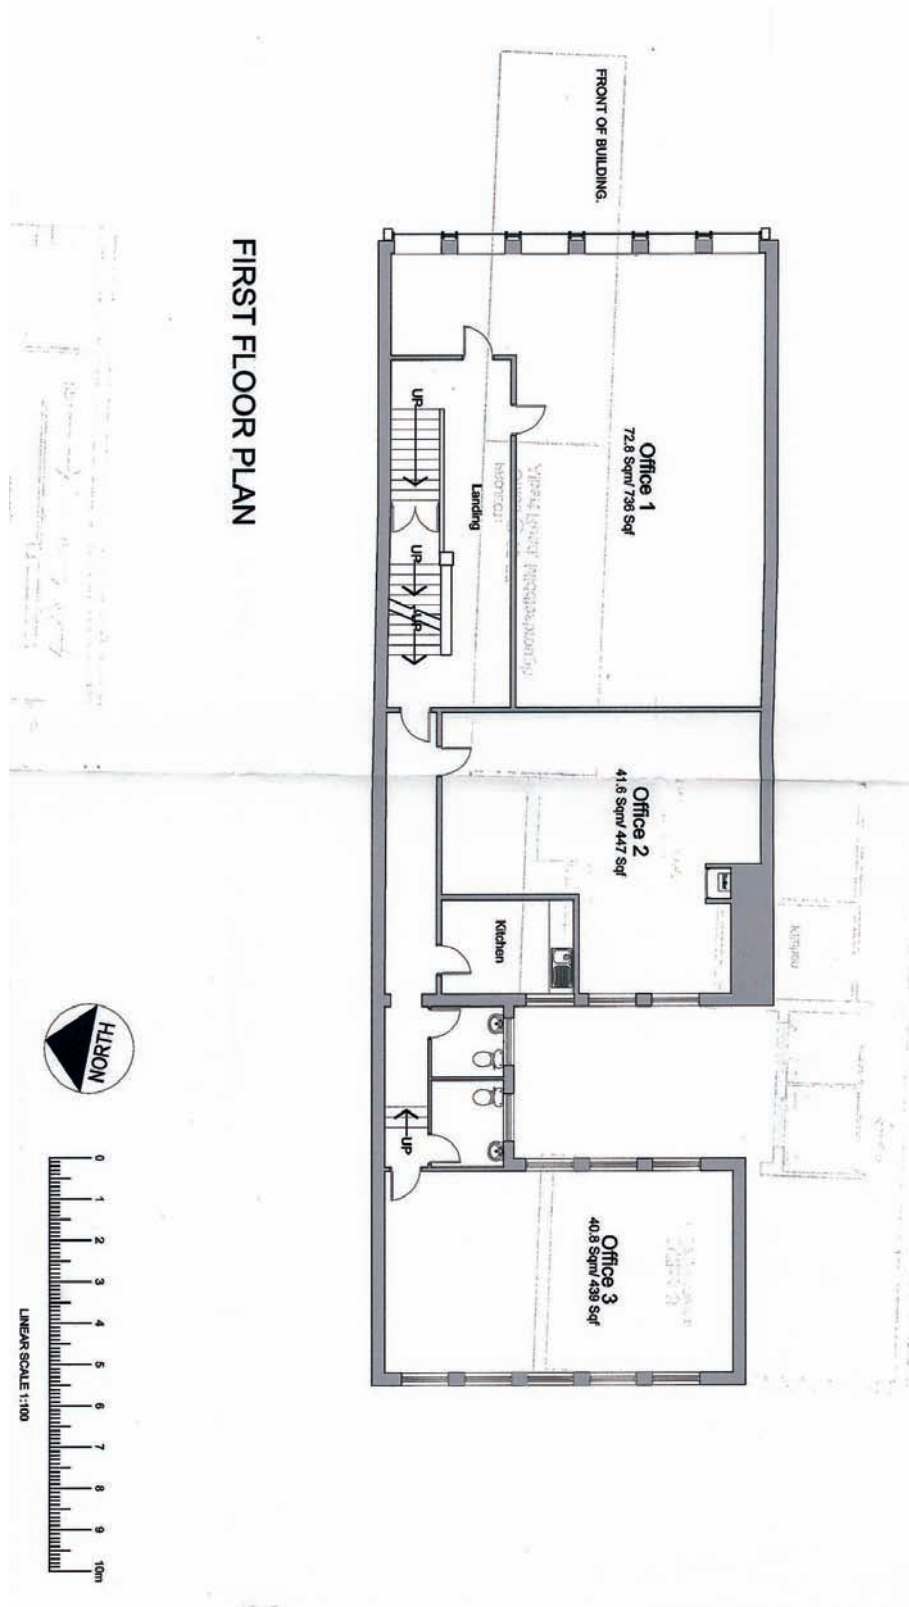 FRONT OF BUILDING.
FIRST FLOOR PLAN
Office 1
72.8 Sqm/ 736 Sqf
UP
Landing
UP
UP
Office 2
41.6 Sqm/ 447 Sqf
Kitchen
UP
Office 3
40.8 Sqm/ 439 Sqf
NORTH
0 1 2 3 4 5 6 7 8 9 10m
LINEAR SCALE 1:100